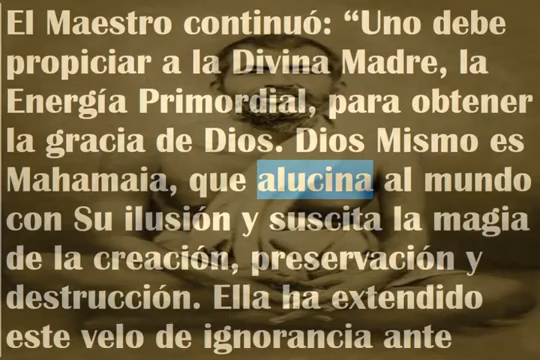 El Maestro continuó: “Uno debe
propiciar a la Divina Madre, la
Energía Primordial, para obtener
la gracia de Dios. Dios Mismo es
Mahamaia, que alucina al mundo
con Su ilusión y suscita la magia
de la creación, preservación y
destrucción. Ella ha extendido
este velo de ignorancia ante